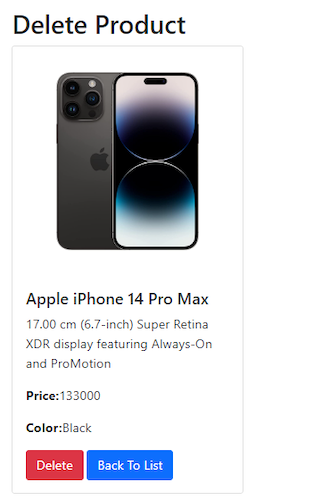 Delete Product
Apple iPhone 14 Pro Max
17.00 cm (6.7-inch) Super Retina
XDR display featuring Always-On
and ProMotion
Price:133000
Color:Black
Delete Back To List